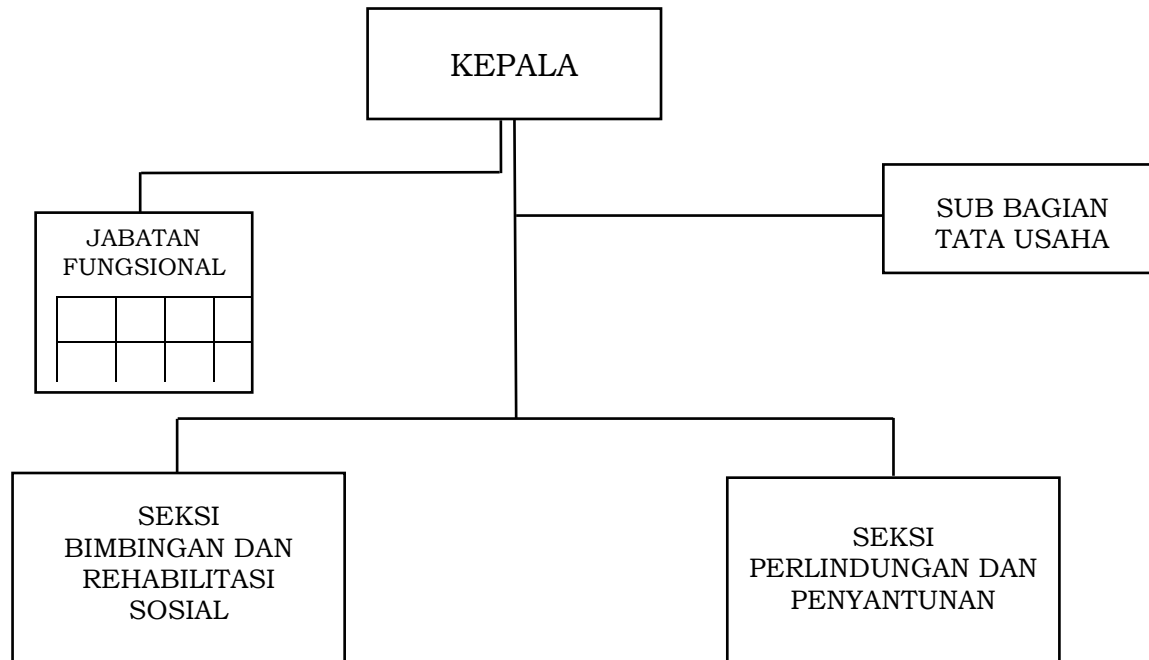 KEPALA
SUB BAGIAN
TATA USAHA
JABATAN
FUNGSIONAL
SEKSI
BIMBINGAN DAN
REHABILITASI
SOSIAL
SEKSI
PERLINDUNGAN DAN
PENYANTUNAN